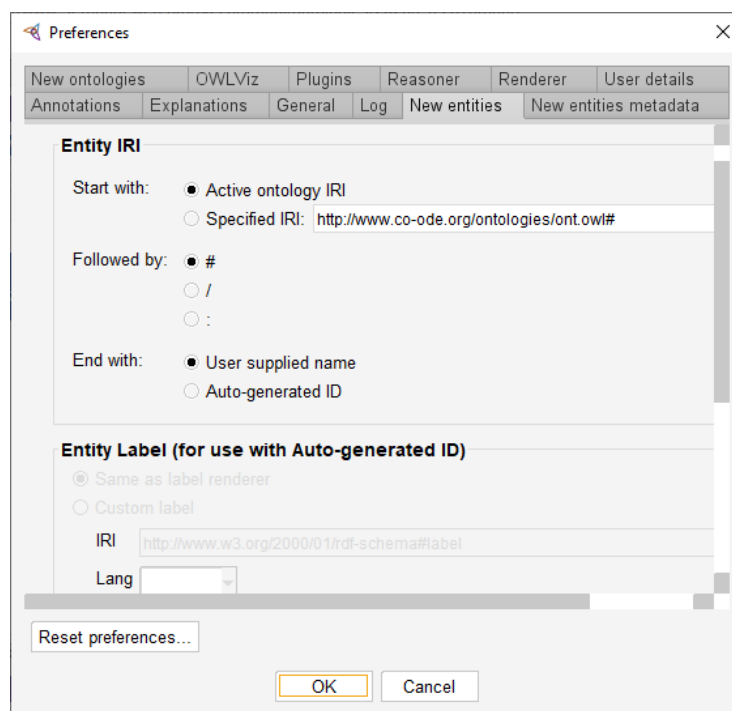 Preferences
New ontologies OWLViz Plugins Reasoner Renderer User details
Annotations Explanations General Log New entities New entities metadata
Entity IRI
Start with: Active ontology IRI
Specified IRI: http://www.co-ode.org/ontologies/ont.owl#
Followed by: #
/
:
End with: User supplied name
Auto-generated ID
Entity Label (for use with Auto-generated ID)
Same as label renderer
Custom label
IRI http://www.w3.org/2000/01/rdf-schema#label
Lang
Reset preferences...
OK Cancel